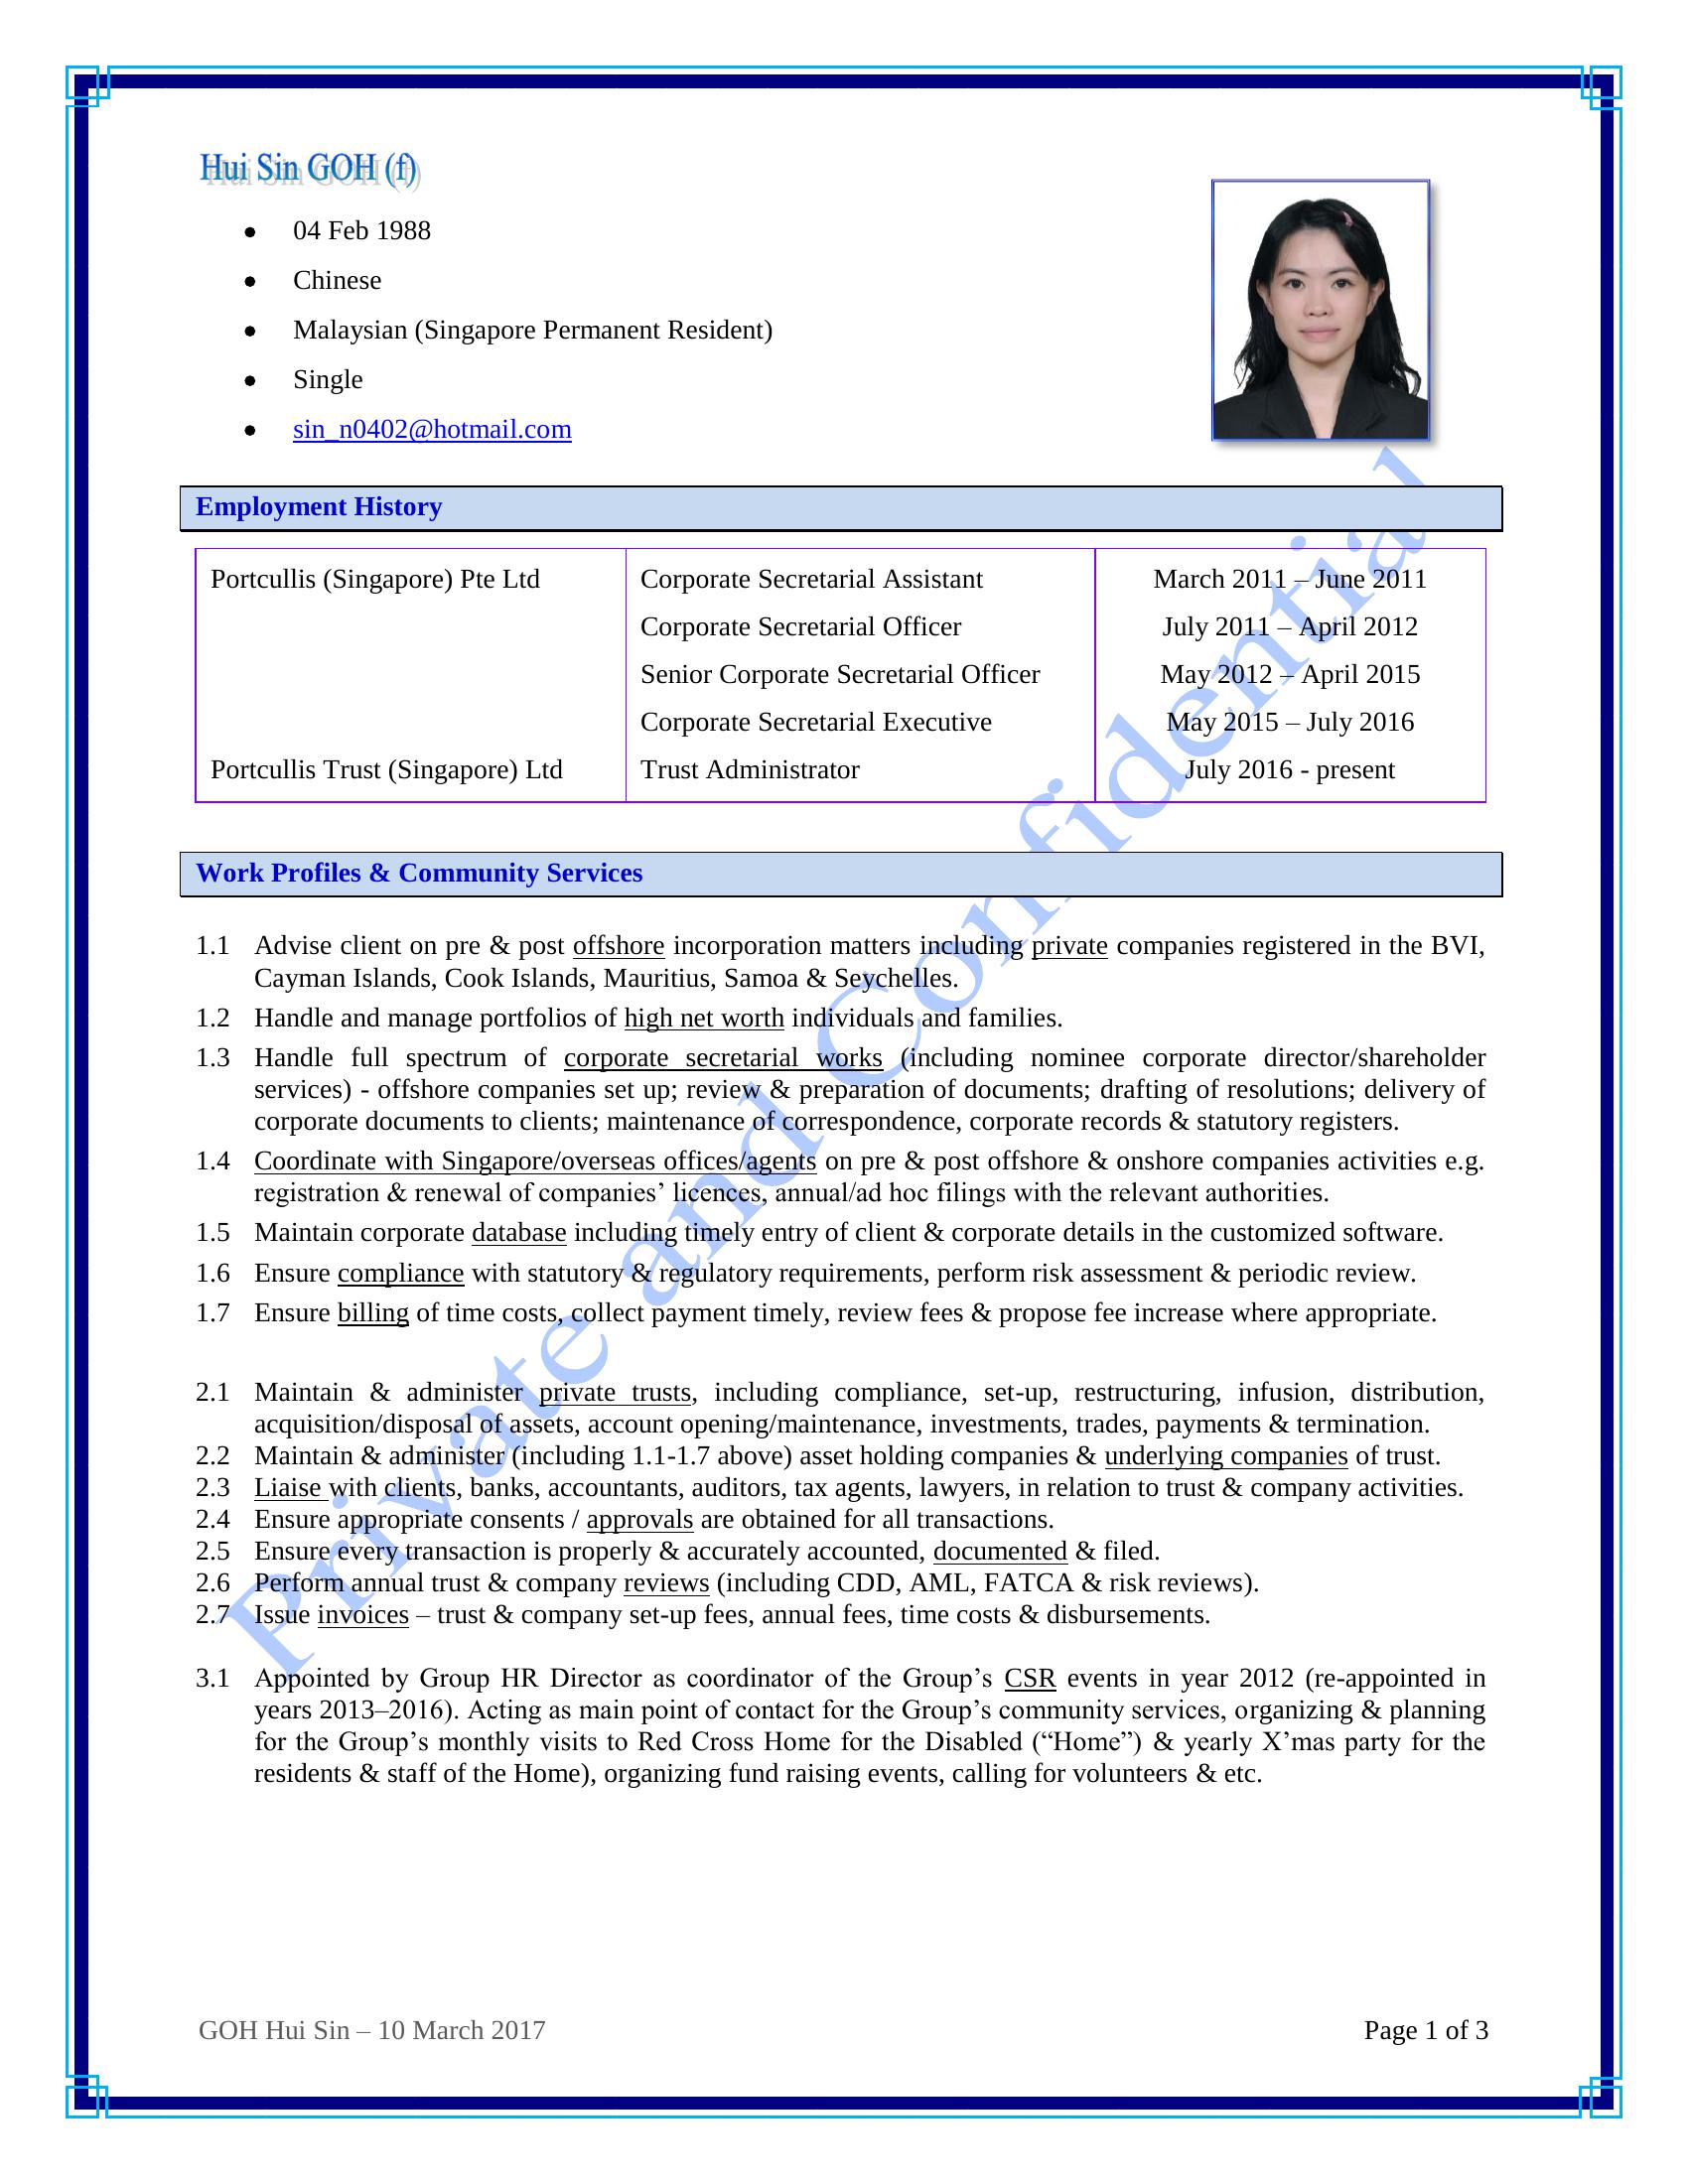 Hui Sin GOH (f)
• 04 Feb 1988
• Chinese
• Malaysian (Singapore Permanent Resident)
• Single
• sin_n0402@hotmail.com
Employment History
Portcullis (Singapore) Pte Ltd Corporate Secretarial Assistant March 2011 – June 2011
Corporate Secretarial Officer July 2011 – April 2012
Senior Corporate Secretarial Officer May 2012 – April 2015
Corporate Secretarial Executive May 2015 – July 2016
Portcullis Trust (Singapore) Ltd Trust Administrator July 2016 - present
Work Profiles & Community Services
1.1 Advise client on pre & post offshore incorporation matters including private companies registered in the BVI,
Cayman Islands, Cook Islands, Mauritius, Samoa & Seychelles.
1.2 Handle and manage portfolios of high net worth individuals and families.
1.3 Handle full spectrum of corporate secretarial works (including nominee corporate director/shareholder
services) - offshore companies set up; review & preparation of documents; drafting of resolutions; delivery of
corporate documents to clients; maintenance of correspondence, corporate records & statutory registers.
1.4 Coordinate with Singapore/overseas offices/agents on pre & post offshore & onshore companies activities e.g.
registration & renewal of companies’ licences, annual/ad hoc filings with the relevant authorities.
1.5 Maintain corporate database including timely entry of client & corporate details in the customized software.
1.6 Ensure compliance with statutory & regulatory requirements, perform risk assessment & periodic review.
1.7 Ensure billing of time costs, collect payment timely, review fees & propose fee increase where appropriate.
2.1 Maintain & administer private trusts, including compliance, set-up, restructuring, infusion, distribution,
acquisition/disposal of assets, account opening/maintenance, investments, trades, payments & termination.
2.2 Maintain & administer (including 1.1-1.7 above) asset holding companies & underlying companies of trust.
2.3 Liaise with clients, banks, accountants, auditors, tax agents, lawyers, in relation to trust & company activities.
2.4 Ensure appropriate consents / approvals are obtained for all transactions.
2.5 Ensure every transaction is properly & accurately accounted, documented & filed.
2.6 Perform annual trust & company reviews (including CDD, AML, FATCA & risk reviews).
2.7 Issue invoices – trust & company set-up fees, annual fees, time costs & disbursements.
3.1 Appointed by Group HR Director as coordinator of the Group’s CSR events in year 2012 (re-appointed in
years 2013–2016). Acting as main point of contact for the Group’s community services, organizing & planning
for the Group’s monthly visits to Red Cross Home for the Disabled (“Home”) & yearly X’mas party for the
residents & staff of the Home), organizing fund raising events, calling for volunteers & etc.
Private and Confidential
GOH Hui Sin – 10 March 2017 Page 1 of 3